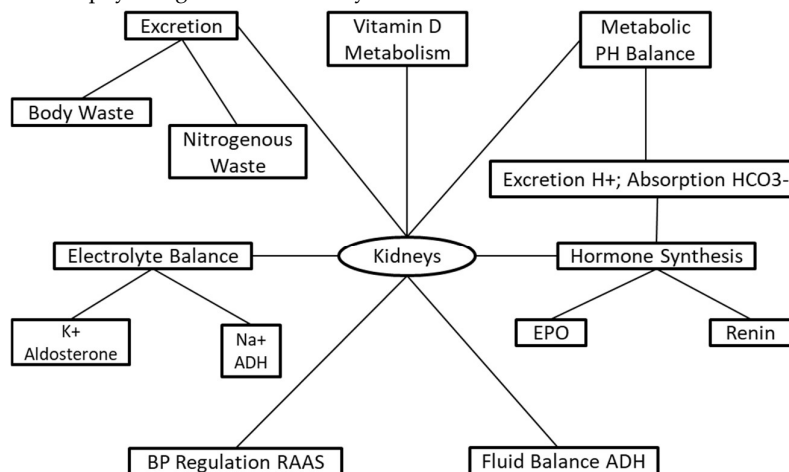 Excretion
Vitamin D
Metabolism
Metabolic
PH Balance
Body Waste
Nitrogenous
Waste
Excretion H+; Absorption HCO3-
Electrolyte Balance
Kidneys
Hormone Synthesis
K+
Aldosterone
Na+
ADH
EPO
Renin
BP Regulation RAAS
Fluid Balance ADH